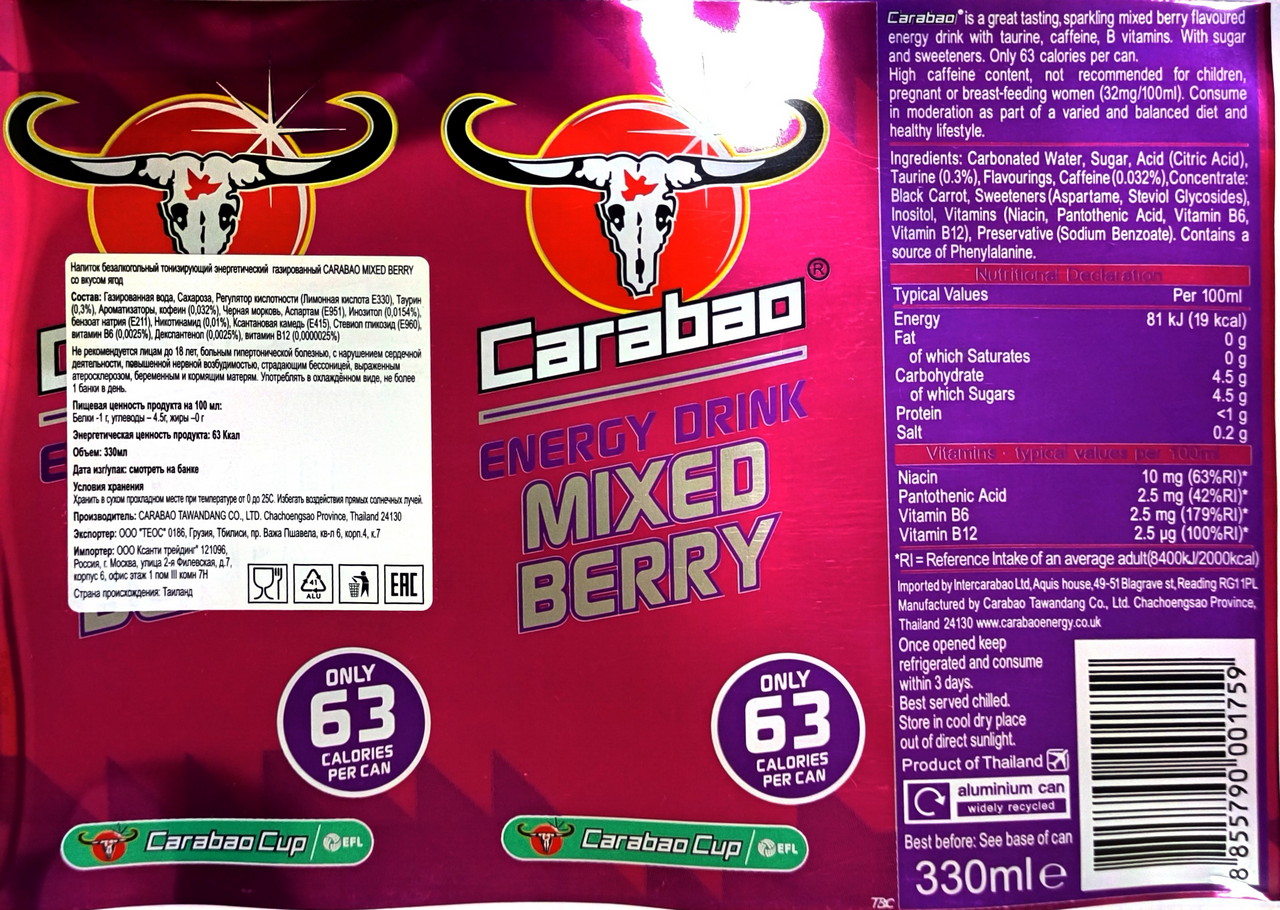 Напиток безалкогольный тонизирующий энергетический газированный CARABAO MIXED BERRY
со вкусом ягод
Состав: Газированная вода, Сахароза, Регулятор кислотности (Лимонная кислота Е330), Таурин
(0,3%), Ароматизаторы, кофеин (0,032%), Черная морковь, Аспартам (Е951), Инозитол (0,0154%),
бензоат натрия (Е211), Никотинамид (0,01%), Ксантановая камедь (Е415), Стевиол гликозид (Е960),
витамин В6 (0,0025%), Декспантенол (0,0025%), витамин В12 (0,0000025%)
Не рекомендуется лицам до 18 лет, больным гипертонической болезнью, с нарушением сердечной
деятельности, повышенной нервной возбудимостью, страдающим бессоницей, выраженным
атеросклерозом, беременным и кормящим матерям. Употреблять в охлаждённом виде, не более
1 банки в день.
Пищевая ценность продукта на 100 мл:
Белки -1 г, углеводы – 4.5г, жиры –0 г
Энергетическая ценность продукта: 63 Ккал
Объем: 330мл
Дата изг/упак: смотреть на банке
Условия хранения
Хранить в сухом прохладном месте при температуре от 0 до 25С. Избегать воздействия прямых солнечных лучей.
Производитель: CARABAO TAWANDANG CO., LTD. Chachoengsao Province, Thailand 24130
Экспортер: ООО "ТЕОС" 0186, Грузия, Тбилиси, пр. Важа Пшавела, кв-л 6, корп.4, к.7
Импортер: ООО Ксанти трейдинг" 121096,
Россия, г. Москва, улица 2-я Филевская, д.7,
корпус 6, офис этаж 1 пом III комн 7Н
Страна происхождения: Таиланд
41
ALU
EAC
ONLY
63
CALORIES
PER CAN
Carabao Cup
EFL
Carabao®
ENERGY DRINK
MIXED
BERRY
ONLY
63
CALORIES
PER CAN
Carabao Cup
EFL
Carabao® is a great tasting, sparkling mixed berry flavoured
energy drink with taurine, caffeine, B vitamins. With sugar
and sweeteners. Only 63 calories per can.
High caffeine content, not recommended for children,
pregnant or breast-feeding women (32mg/100ml). Consume
in moderation as part of a varied and balanced diet and
healthy lifestyle.
Ingredients: Carbonated Water, Sugar, Acid (Citric Acid),
Taurine (0.3%), Flavourings, Caffeine (0.032%),Concentrate:
Black Carrot, Sweeteners (Aspartame, Steviol Glycosides),
Inositol, Vitamins (Niacin, Pantothenic Acid, Vitamin B6,
Vitamin B12), Preservative (Sodium Benzoate). Contains a
source of Phenylalanine.
Nutritional Declaration
Typical Values Per 100ml
Energy 81 kJ (19 kcal)
Fat 0 g
of which Saturates 0 g
Carbohydrate 4.5 g
of which Sugars 4.5 g
Protein <1 g
Salt 0.2 g
Vitamins - typical values per 100ml
Niacin 10 mg (63%RI)*
Pantothenic Acid 2.5 mg (42%RI)*
Vitamin B6 2.5 mg (179%RI)*
Vitamin B12 2.5 µg (100%RI)*
*RI = Reference Intake of an average adult(8400kJ/2000kcal)
Imported by Intercarabao Ltd, Aquis house,49-51 Blagrave st, Reading RG1 1PL
Manufactured by Carabao Tawandang Co., Ltd. Chachoengsao Province,
Thailand 24130 www.carabaoenergy.co.uk
Once opened keep
refrigerated and consume
within 3 days.
Best served chilled.
Store in cool dry place
out of direct sunlight.
Product of Thailand
aluminium can
widely recycled
Best before: See base of can
330ml e
8 855790 001759
TBC